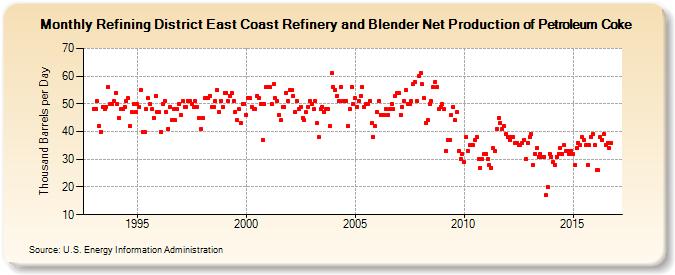 Monthly Refining District East Coast Refinery and Blender Net Production of Petroleum Coke
Thousand Barrels per Day
70
60
50
40
30
20
10
1995 2000 2005 2010 2015
Source: U.S. Energy Information Administration